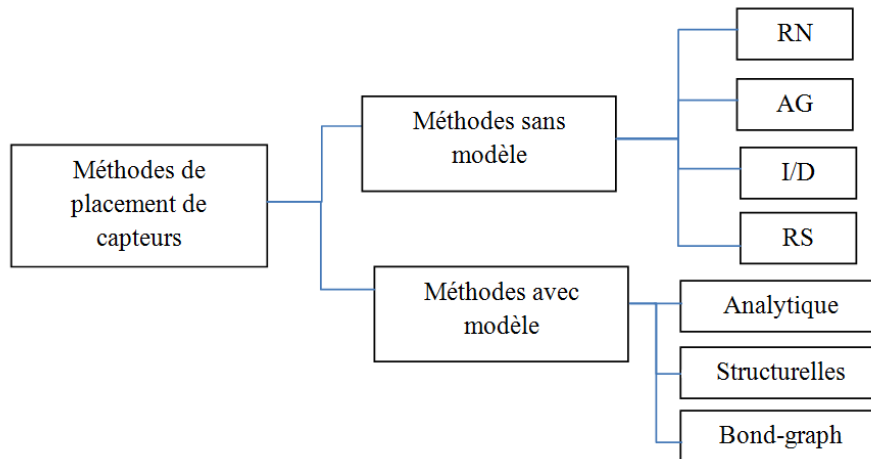 Méthodes de
placement de
capteurs
Méthodes sans
modèle
RN
AG
I/D
RS
Méthodes avec
modèle
Analytique
Structurelles
Bond-graph